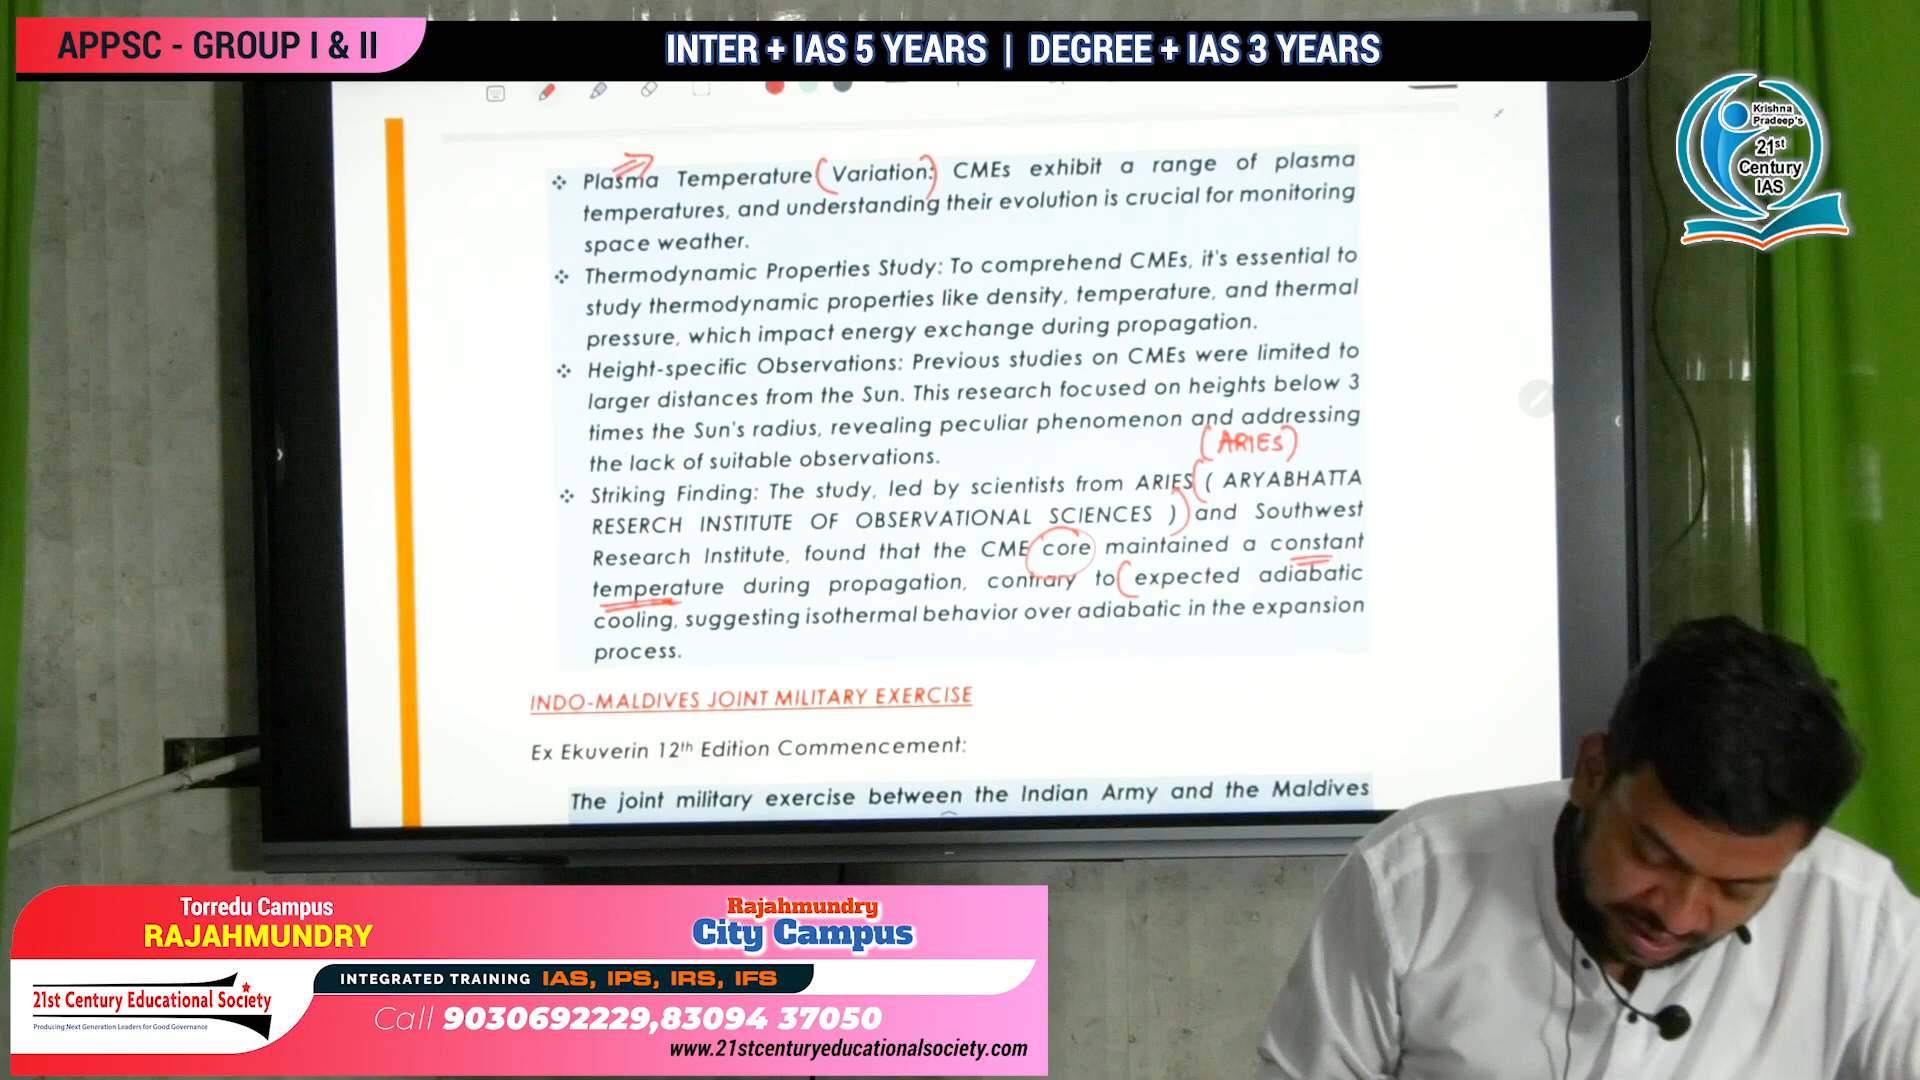 APPSC - GROUP I & II
INTER + IAS 5 YEARS | DEGREE + IAS 3 YEARS
Krishna
Pradeep's
21st
Century
IAS
❖ Plasma Temperature (Variation:) CMEs exhibit a range of plasma
temperatures, and understanding their evolution is crucial for monitoring
space weather.
❖ Thermodynamic Properties Study: To comprehend CMEs, it's essential to
study thermodynamic properties like density, temperature, and thermal
pressure, which impact energy exchange during propagation.
❖ Height-specific Observations: Previous studies on CMEs were limited to
larger distances from the Sun. This research focused on heights below 3
times the Sun's radius, revealing peculiar phenomenon and addressing
the lack of suitable observations.
(ARIES)
❖ Striking Finding: The study, led by scientists from ARIES ( ARYABHATTA
RESERCH INSTITUTE OF OBSERVATIONAL SCIENCES ) and Southwest
Research Institute, found that the CME core maintained a constant
temperature during propagation, contrary to expected adiabatic
cooling, suggesting isothermal behavior over adiabatic in the expansion
process.
INDO-MALDIVES JOINT MILITARY EXERCISE
Ex Ekuverin 12th Edition Commencement:
The joint military exercise between the Indian Army and the Maldives
Torredu Campus
RAJAHMUNDRY
Rajahmundry
City Campus
INTEGRATED TRAINING IAS, IPS, IRS, IFS
21st Century Educational Society
Producing Next Generation Leaders for Good Governance
Call 9030692229,83094 37050
www.21stcenturyeducationalsociety.com